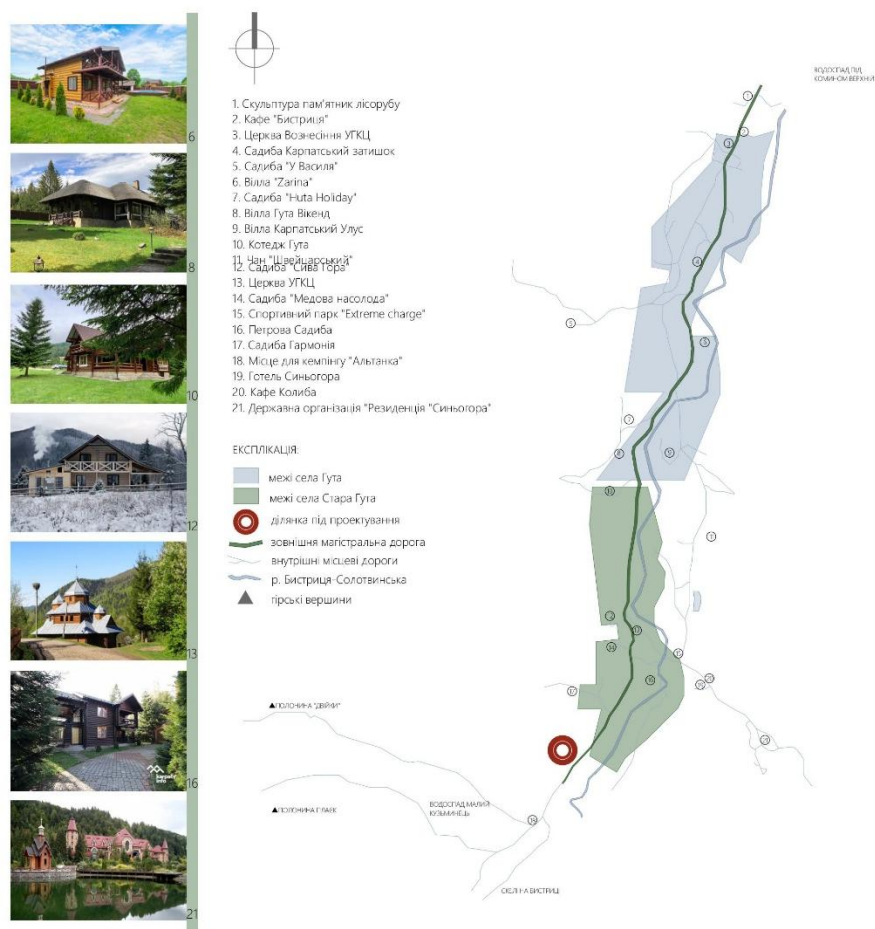 1. Скульптура пам'ятник лісорубу
2. Кафе "Бистриця"
3. Церква Вознесіння УГКЦ
4. Садиба Карпатський затишок
5. Садиба "У Василя"
6. Вілла "Zarina"
7. Садиба "Huta Holiday"
8. Вілла Гута Вікенд
9. Вілла Карпатський Улус
10. Котедж Гута
11. Чан "Швейцарський"
12. Садиба "Сива Гора"
13. Церква УГКЦ
14. Садиба "Медова насолода"
15. Спортивний парк "Extreme charge"
16. Петрова Садиба
17. Садиба Гармонія
18. Місце для кемпінгу "Альтанка"
19. Готель Синьогора
20. Кафе Колиба
21. Державна організація "Резиденція "Синьогора"
ЕКСПЛІКАЦІЯ:
межі села Гута
межі села Стара Гута
ділянка під проектування
зовнішня магістральна дорога
внутрішні місцеві дороги
р. Бистриця-Солотвинська
гірські вершини
6
8
10
12
13
16
21
ВОДОСПАД ПІД
КОМИНОМ ВЕРХНІЙ
ПОЛОНИНА "ДВІЙКИ"
ПОЛОНИНА
ВОДОСПАД МАЛИЙ
КУЗЬМИНЕЦЬ
БИСТРИЦІ